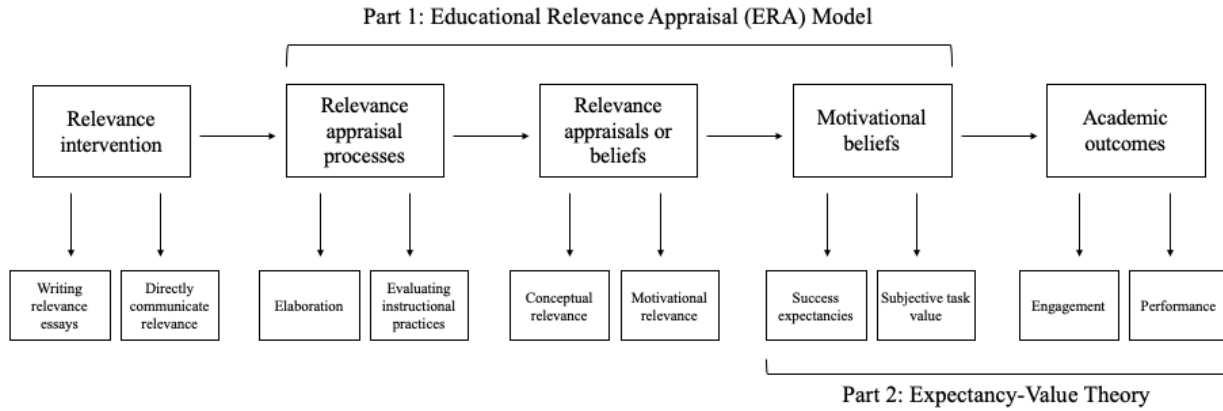 Part 1: Educational Relevance Appraisal (ERA) Model
Relevance
intervention
Relevance
appraisal
processes
Relevance
appraisals or
beliefs
Motivational
beliefs
Academic
outcomes
Writing
relevance
essays
Directly
communicate
relevance
Elaboration
Evaluating
instructional
practices
Conceptual
relevance
Motivational
relevance
Success
expectancies
Subjective task
value
Engagement
Performance
Part 2: Expectancy-Value Theory